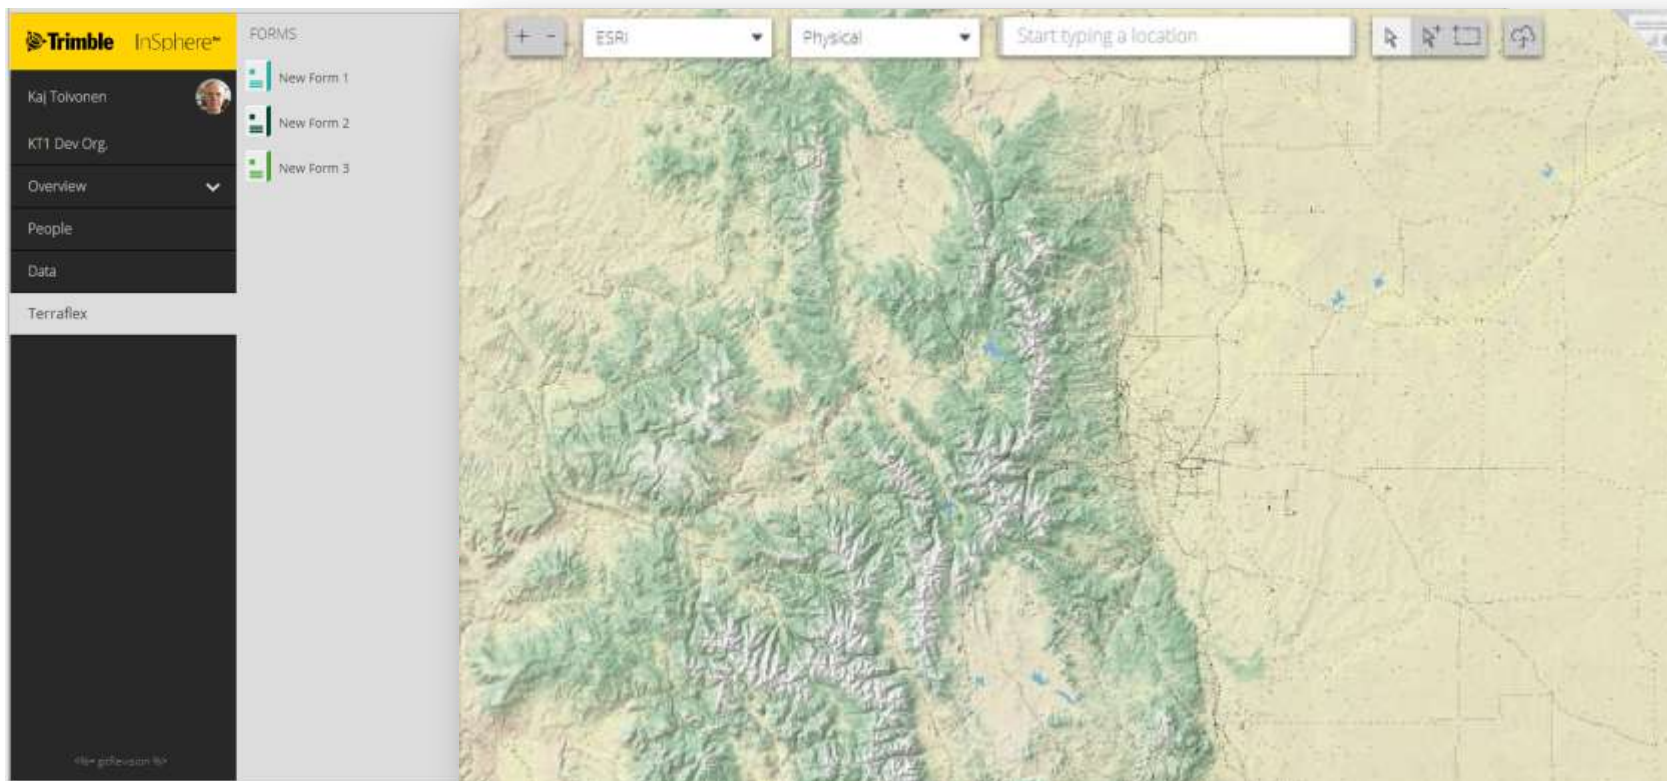 Trimble InSphere™
Kaj Toivonen
KT1 Dev Org.
Overview
People
Data
Terraflex
FORMS
New Form 1
New Form 2
New Form 3
+ -
ESRI
Physical
Start typing a location